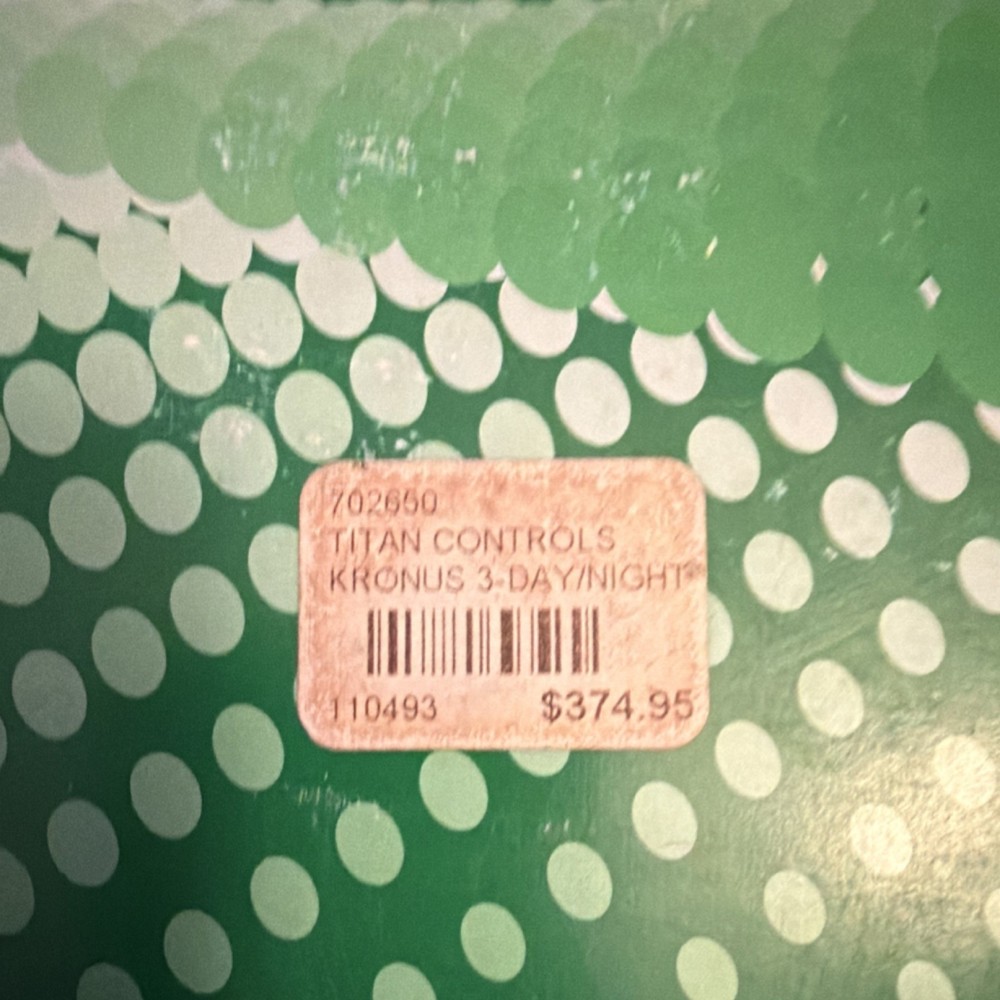 702650
TITAN CONTROLS
KRONUS 3-DAY/NIGHT
110493 $374.95